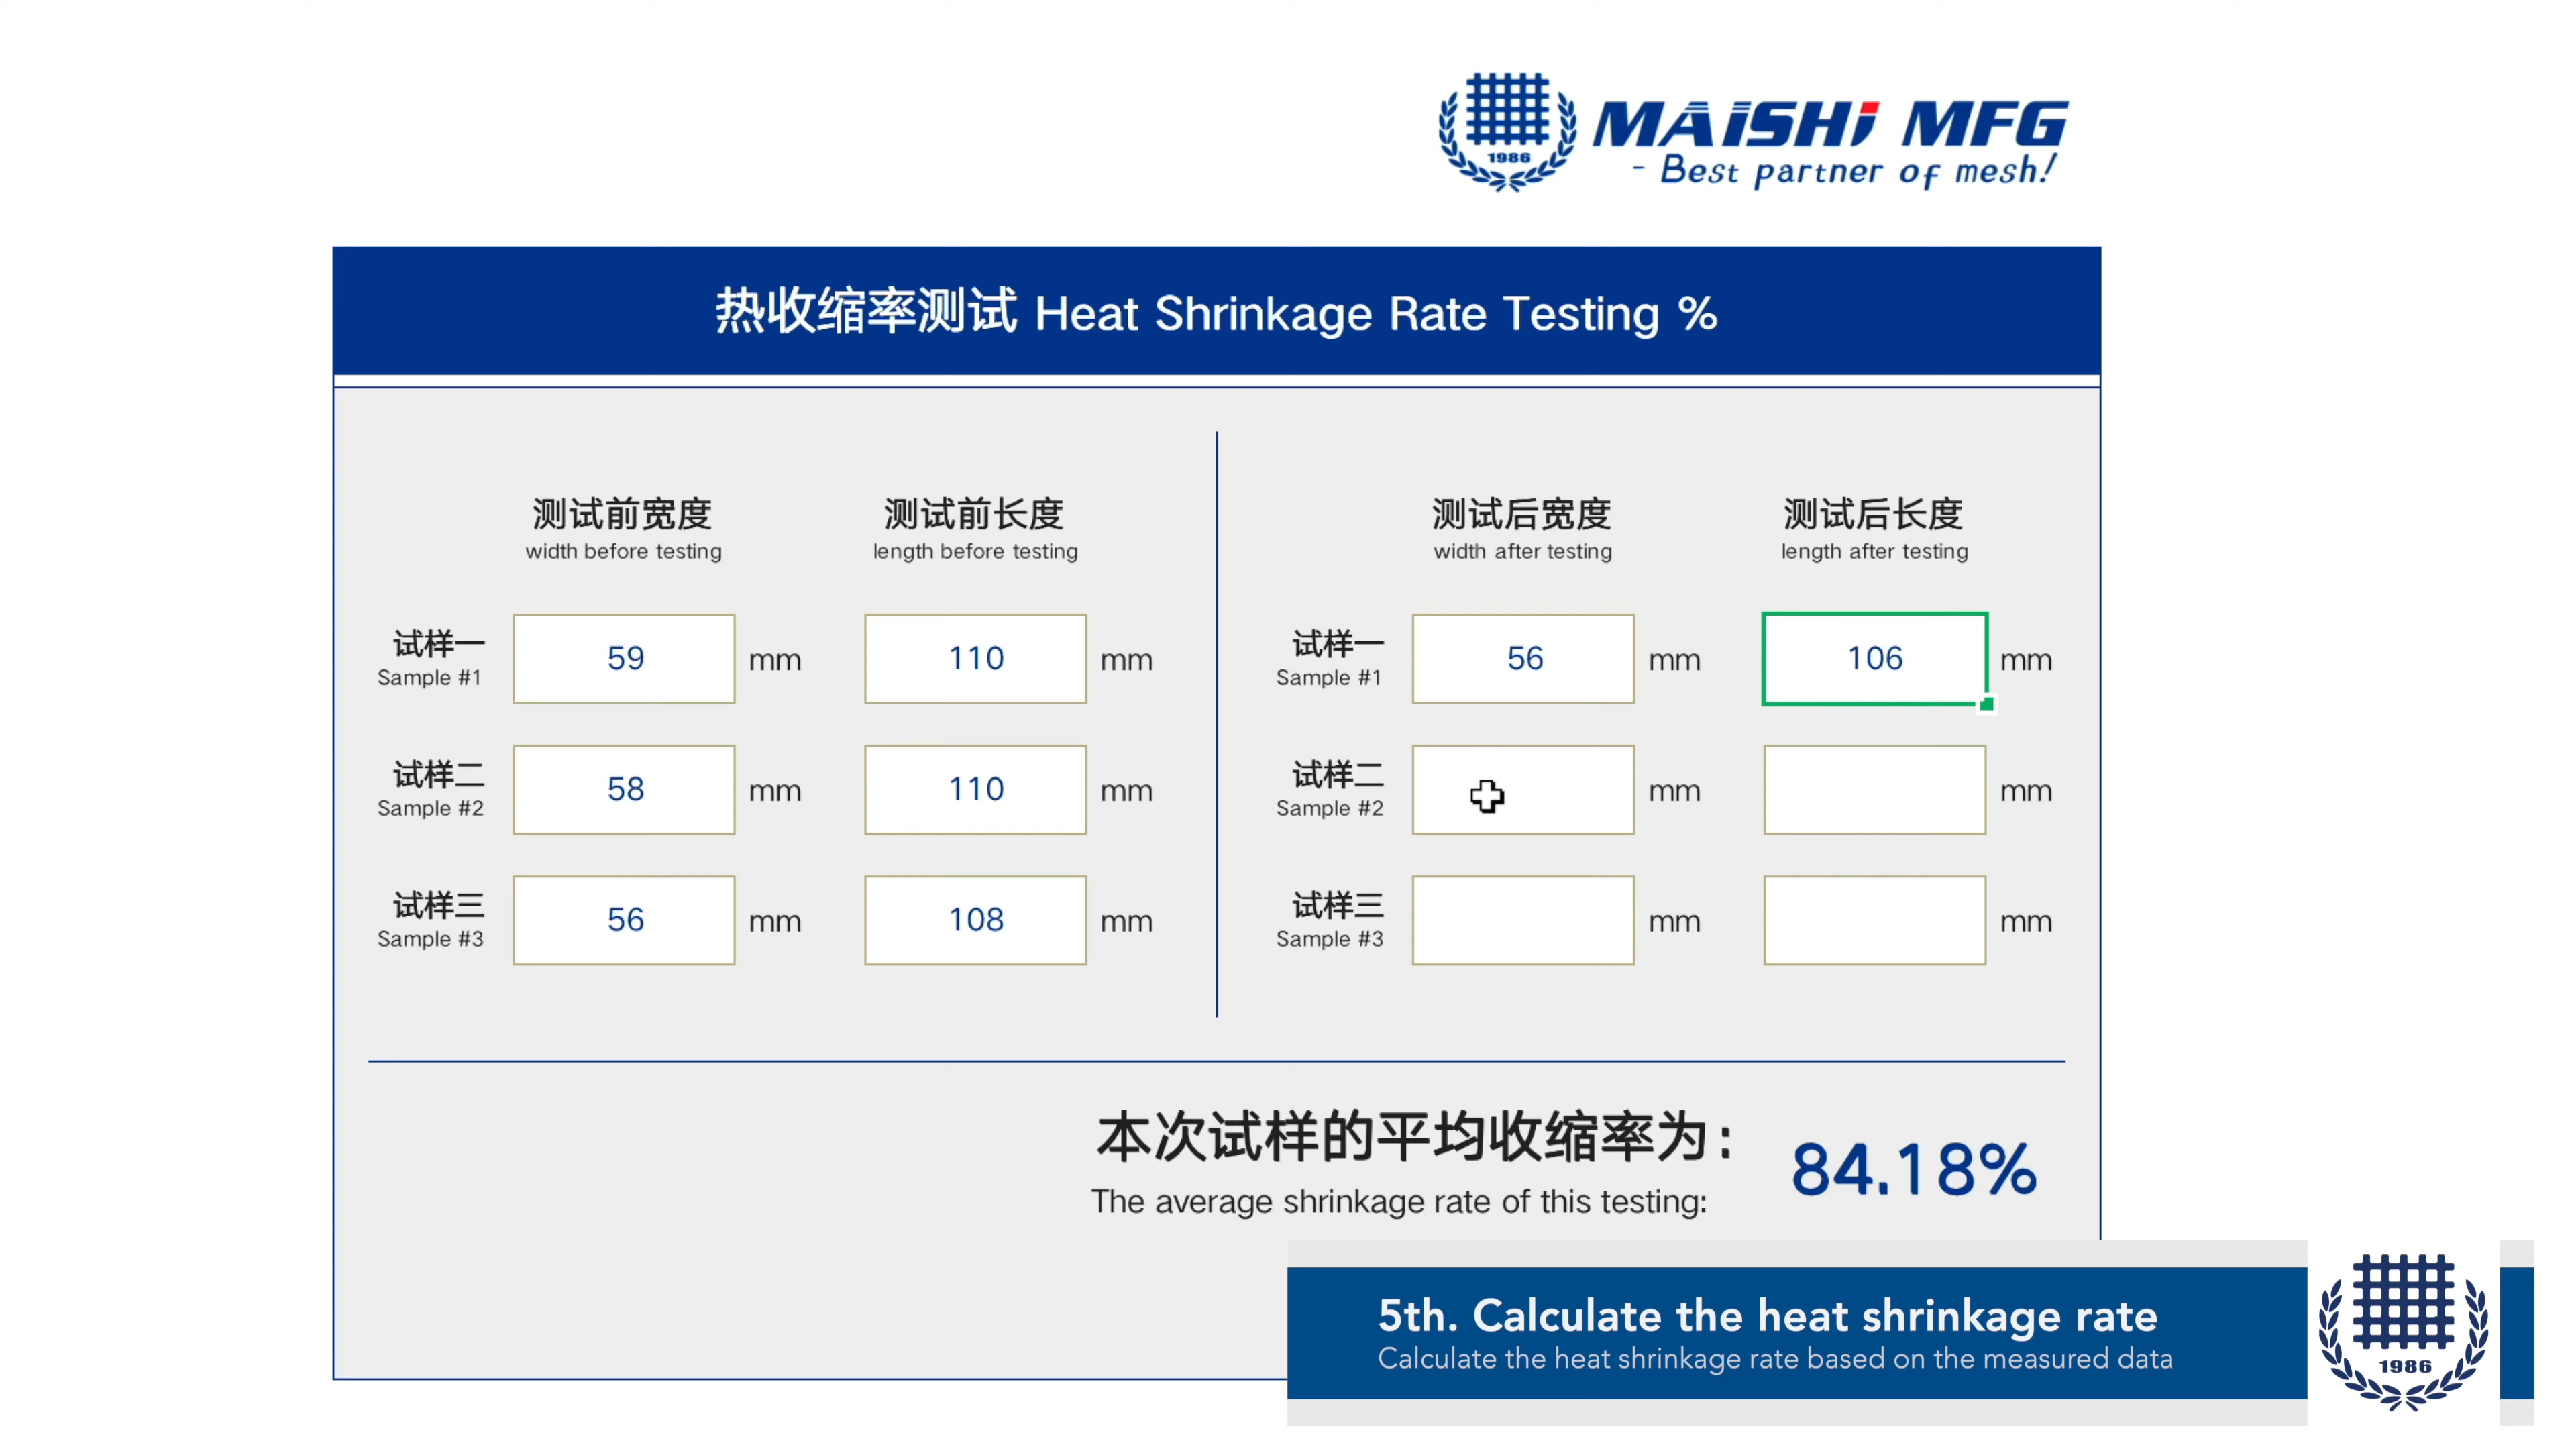 1986
MAiSHi MFG
- Best partner of mesh!
热收缩率测试 Heat Shrinkage Rate Testing %
测试前宽度
width before testing
测试前长度
length before testing
测试后宽度
width after testing
测试后长度
length after testing
试样一
Sample #1
59 mm
110 mm
试样一
Sample #1
56 mm
106 mm
试样二
Sample #2
58 mm
110 mm
试样二
Sample #2
mm
mm
试样三
Sample #3
56 mm
108 mm
试样三
Sample #3
mm
mm
本次试样的平均收缩率为:
The average shrinkage rate of this testing:
84.18%
5th. Calculate the heat shrinkage rate
Calculate the heat shrinkage rate based on the measured data
1986